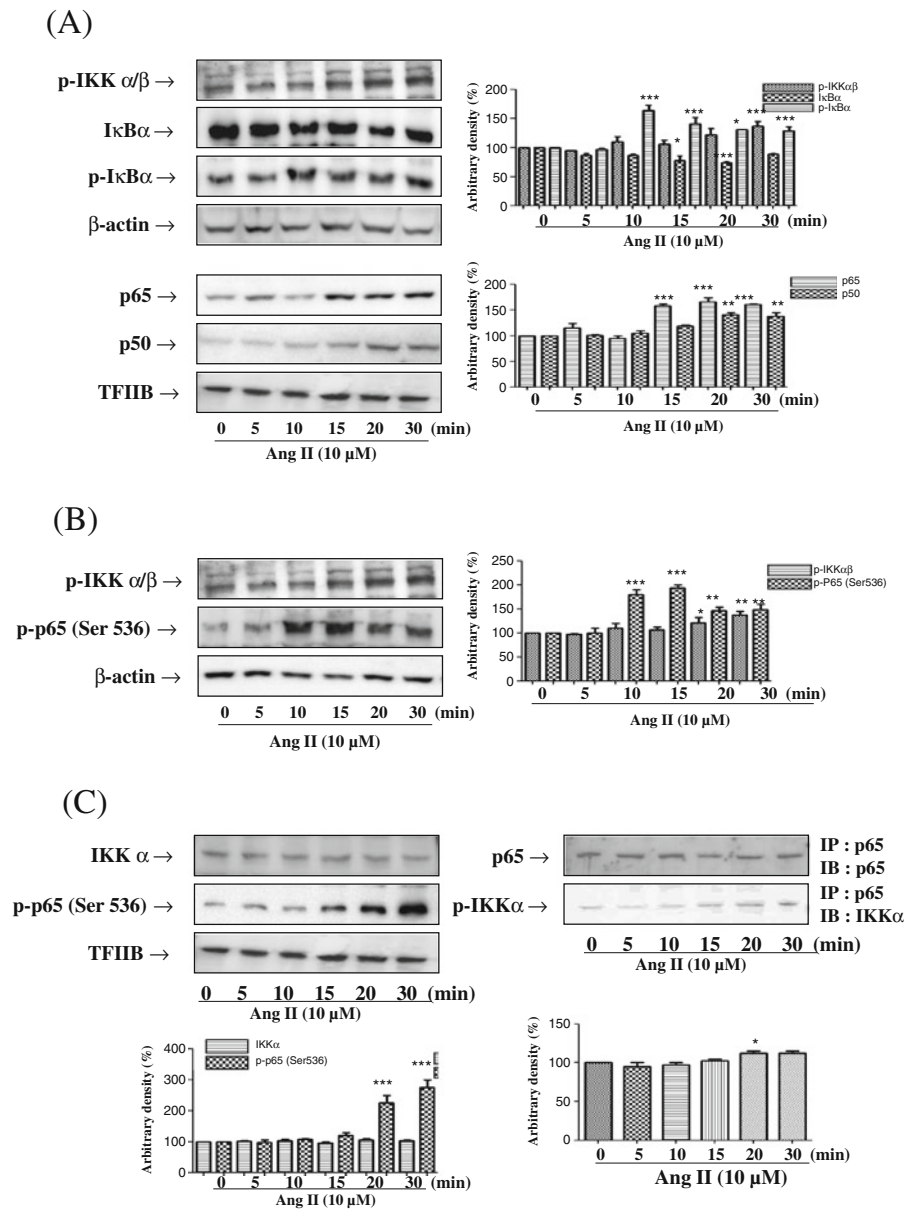 (A)
p-IKK α/β →
IκBα →
p-IκBα →
β-actin →
p65 →
p50 →
TFIIB →
0 5 10 15 20 30 (min)
Ang II (10 µM)
Arbitrary density (%)
200
150
100
50
0
p-IKKαβ
IκBα
p-IκBα
*** * *** *** * *** ***
0 5 10 15 20 30 (min)
Ang II (10 µM)
Arbitrary density (%)
200
150
100
50
0
p65
p50
*** *** ** *** **
0 5 10 15 20 30 (min)
Ang II (10 µM)
(B)
p-IKK α/β →
p-p65 (Ser 536) →
β-actin →
0 5 10 15 20 30 (min)
Ang II (10 µM)
Arbitrary density (%)
250
200
150
100
50
0
p-IKKαβ
p-P65 (Ser536)
*** *** * ** ** **
0 5 10 15 20 30 (min)
Ang II (10 µM)
(C)
IKK α →
p-p65 (Ser 536) →
TFIIB →
0 5 10 15 20 30 (min)
Ang II (10 µM)
p65 →
IP : p65
IB : p65
p-IKKα →
IP : p65
IB : IKKα
0 5 10 15 20 30 (min)
Ang II (10 µM)
Arbitrary density (%)
400
300
200
100
0
IKKα
p-p65 (Ser536)
*** ***
0 5 10 15 20 30 (min)
Ang II (10 µM)
Arbitrary density (%)
150
100
50
0
*
0 5 10 15 20 30 (min)
Ang II (10 µM)